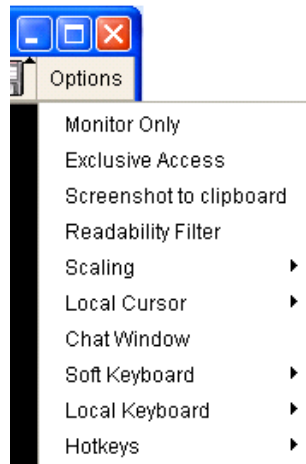 Options
Monitor Only
Exclusive Access
Screenshot to clipboard
Readability Filter
Scaling
Local Cursor
Chat Window
Soft Keyboard
Local Keyboard
Hotkeys